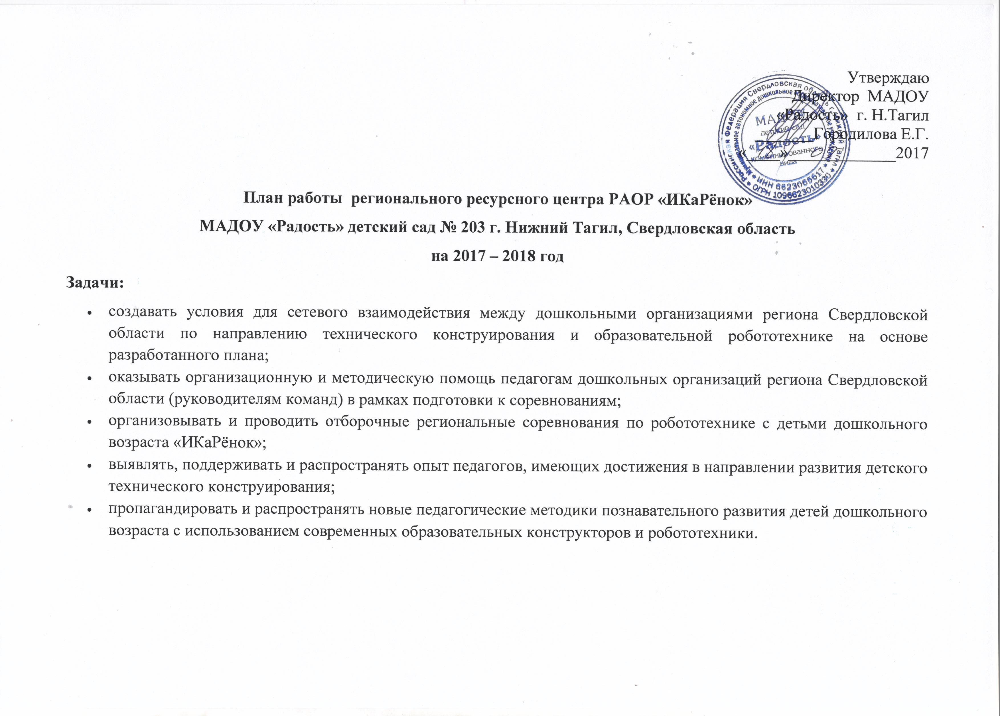 Утверждаю
Директор МАДОУ
«Радость» г. Н.Тагил
Городилова Е.Г.
« » 2017
Российская Федерация Свердловская область г. Нижний Тагил
Муниципальное автономное дошкольное образовательное учреждение
МАДОУ
детский сад
«Радость»
комбинированного
вида
ИНН 6623065617
ОГРН 1096623010330
План работы регионального ресурсного центра РАОР «ИКаРёнок»
МАДОУ «Радость» детский сад № 203 г. Нижний Тагил, Свердловская область
на 2017 – 2018 год
Задачи:
• создавать условия для сетевого взаимодействия между дошкольными организациями региона Свердловской
области по направлению технического конструирования и образовательной робототехнике на основе
разработанного плана;
• оказывать организационную и методическую помощь педагогам дошкольных организаций региона Свердловской
области (руководителям команд) в рамках подготовки к соревнованиям;
• организовывать и проводить отборочные региональные соревнования по робототехнике с детьми дошкольного
возраста «ИКаРёнок»;
• выявлять, поддерживать и распространять опыт педагогов, имеющих достижения в направлении развития детского
технического конструирования;
• пропагандировать и распространять новые педагогические методики познавательного развития детей дошкольного
возраста с использованием современных образовательных конструкторов и робототехники.